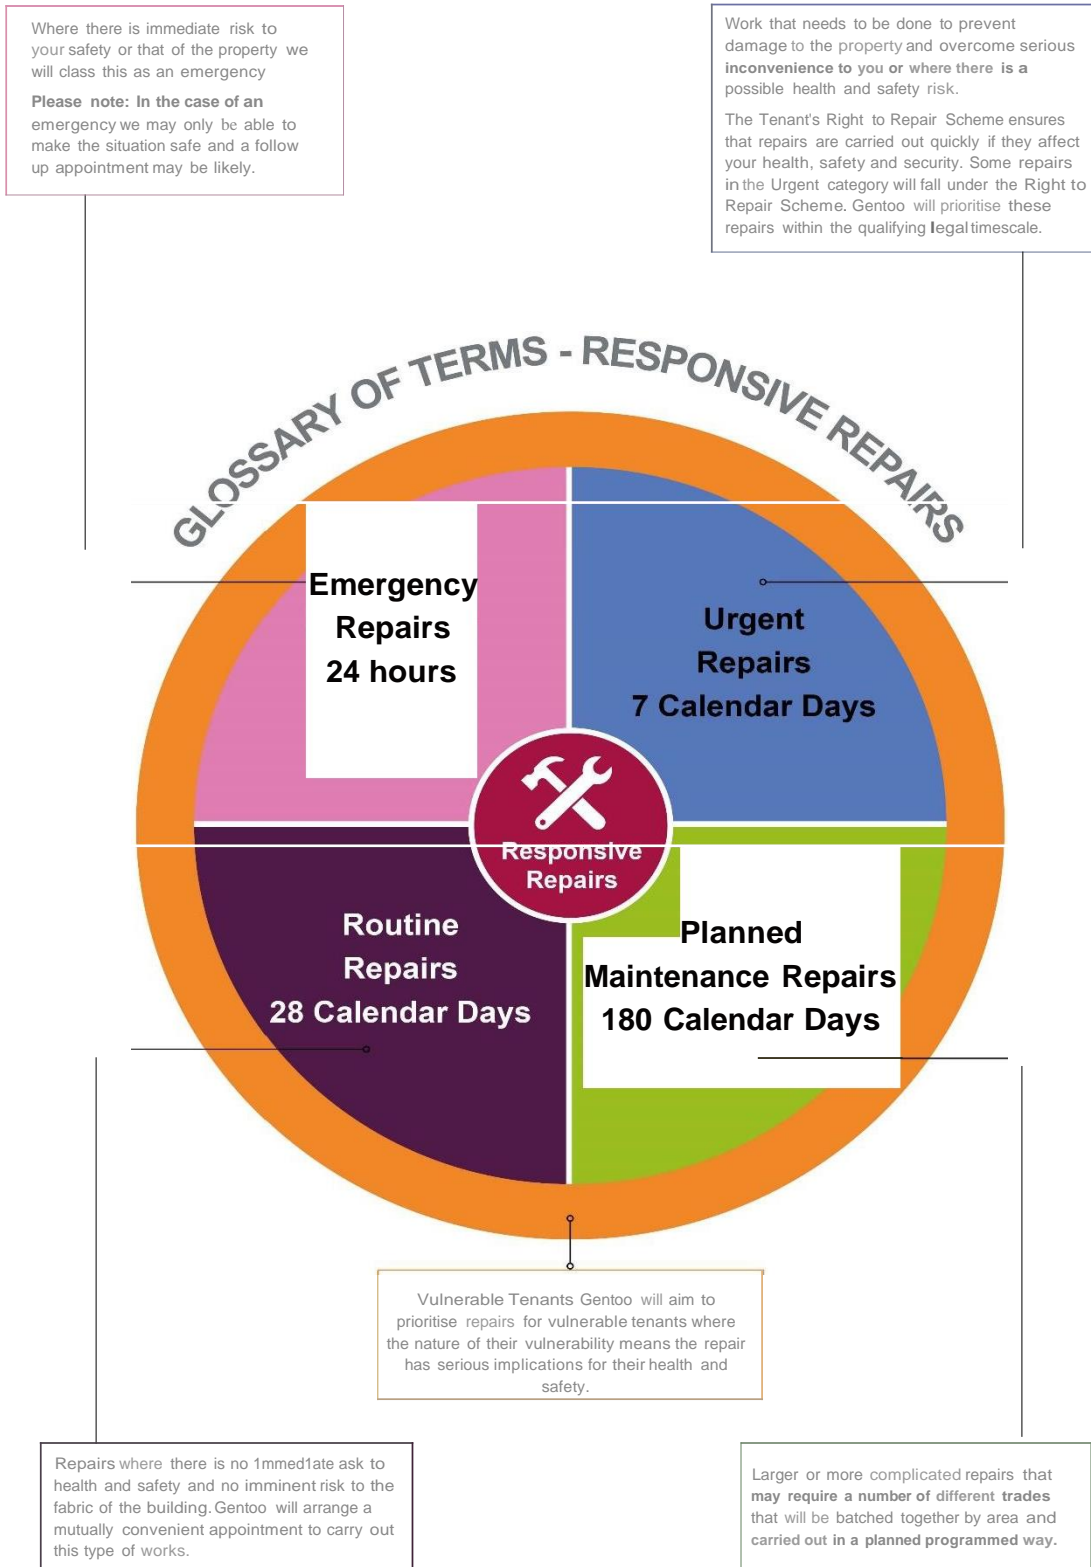 Where there is immediate risk to
your safety or that of the property we
will class this as an emergency
Please note: In the case of an
emergency we may only be able to
make the situation safe and a follow
up appointment may be likely.
Work that needs to be done to prevent
damage to the property and overcome serious
inconvenience to you or where there is a
possible health and safety risk.
The Tenant's Right to Repair Scheme ensures
that repairs are carried out quickly if they affect
your health, safety and security. Some repairs
in the Urgent category will fall under the Right to
Repair Scheme. Gentoo will prioritise these
repairs within the qualifying legal timescale.
GLOSSARY OF TERMS - RESPONSIVE REPAIRS
Emergency
Repairs
24 hours
Urgent
Repairs
7 Calendar Days
Responsive
Repairs
Routine
Repairs
28 Calendar Days
Planned
Maintenance Repairs
180 Calendar Days
Vulnerable Tenants Gentoo will aim to
prioritise repairs for vulnerable tenants where
the nature of their vulnerability means the repair
has serious implications for their health and
safety.
Repairs where there is no 1mmed1ate ask to
health and safety and no imminent risk to the
fabric of the building. Gentoo will arrange a
mutually convenient appointment to carry out
this type of works.
Larger or more complicated repairs that
may require a number of different trades
that will be batched together by area and
carried out in a planned programmed way.